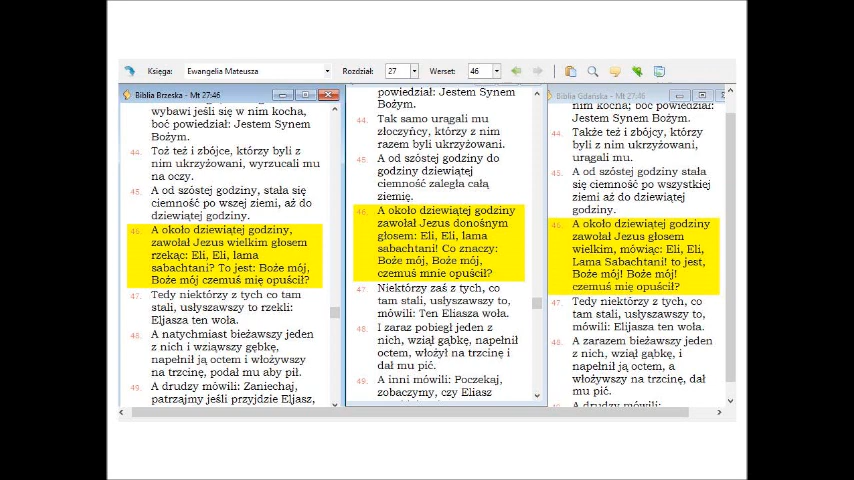 Księga: Ewangelia Mateusza Rozdział: 27 Werset: 46
Biblia Brzeska - Mt 27:46
wybawi jeśli się w nim kocha,
boć powiedział: Jestem Synem
Bożym.
44. Toż też i zbójce, którzy byli z
nim ukrzyżowani, wyrzucali mu
na oczy.
45. A od szóstej godziny, stała się
ciemność po wszej ziemi, aż do
dziewiątej godziny.
46. A około dziewiątej godziny,
zawołał Jezus wielkim głosem
rzekąc: Eli, Eli, lama
sabachtani? To jest: Boże mój,
Boże mój czemuś mię opuścił?
47. Tedy niektórzy z tych co tam
stali, usłyszawszy to rzekli:
Eljasza ten woła.
48. A natychmiast bieżawszy jeden
z nich i wziąwszy gębkę,
napełnił ją octem i włożywszy
na trzcinę, podał mu aby pił.
49. A drudzy mówili: Zaniechaj,
patrzajmy jeśli przyjdzie Eljasz,
powiedział: Jestem Synem
Bożym.
44. Tak samo urągali mu
złoczyńcy, którzy z nim
razem byli ukrzyżowani.
45. A od szóstej godziny do
godziny dziewiątej
ciemność zaległa całą
ziemię.
46. A około dziewiątej godziny
zawołał Jezus donośnym
głosem: Eli, Eli, lama
sabachtani! Co znaczy:
Boże mój, Boże mój,
czemuś mnie opuścił?
47. Niektórzy zaś z tych, co
tam stali, usłyszawszy to,
mówili: Ten Eliasza woła.
48. I zaraz pobiegł jeden z
nich, wziął gąbkę, napełnił
octem, włożył na trzcinę i
dał mu pić.
49. A inni mówili: Poczekaj,
zobaczymy, czy Eliasz
Biblia Gdańska - Mt 27:46
nim kocha; boć powiedział:
Jestem Synem Bożym.
44. Także też i zbójcy, którzy
byli z nim ukrzyżowani,
urągali mu.
45. A od szóstej godziny stała
się ciemność po wszystkiej
ziemi aż do dziewiątej
godziny.
46. A około dziewiątej godziny
zawołał Jezus głosem
wielkim, mówiąc: Eli, Eli,
Lama Sabachtani! to jest,
Boże mój! Boże mój!
czemuś mię opuścił?
47. Tedy niektórzy z tych, co
tam stali, usłyszawszy to,
mówili: Elijasza ten woła.
48. A zarazem bieżawszy jeden
z nich, wziął gąbkę, i
napełnił ją octem, a
włożywszy na trzcinę, dał
mu pić.
A drudzy mówili: